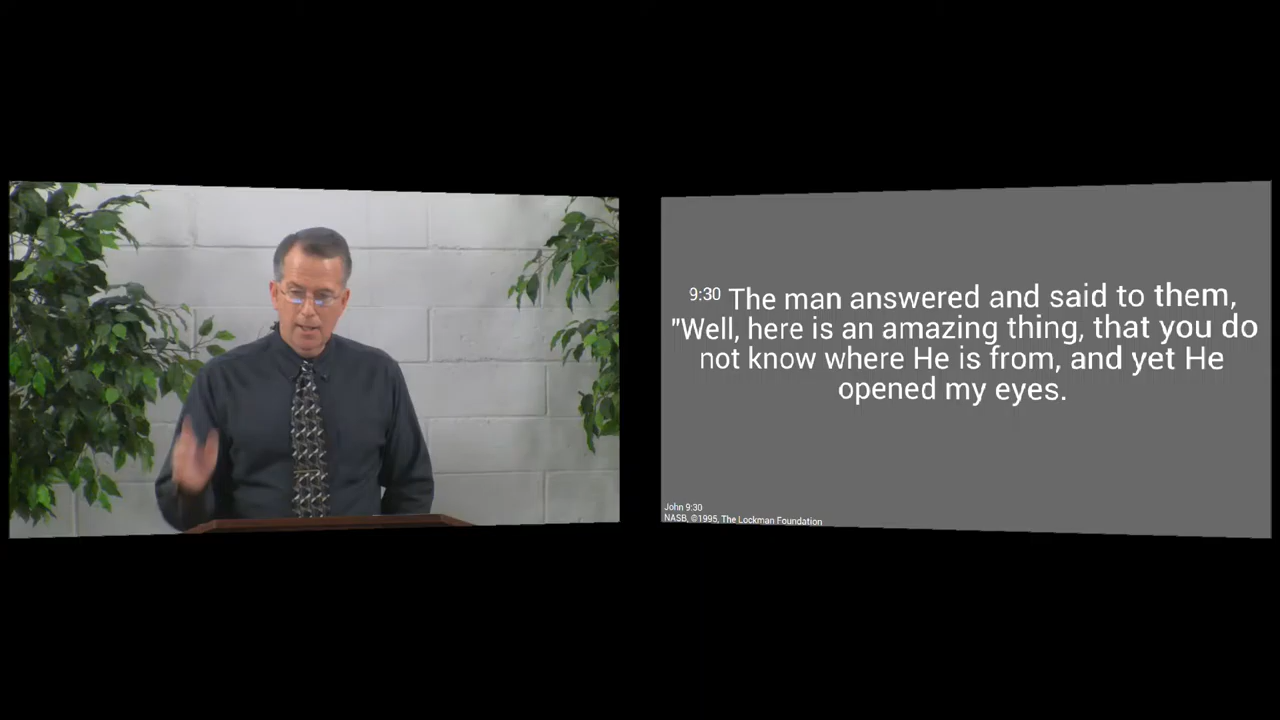 9:30 The man answered and said to them,
"Well, here is an amazing thing, that you do
not know where He is from, and yet He
opened my eyes.
John 9:30
NASB, ©1995, The Lockman Foundation